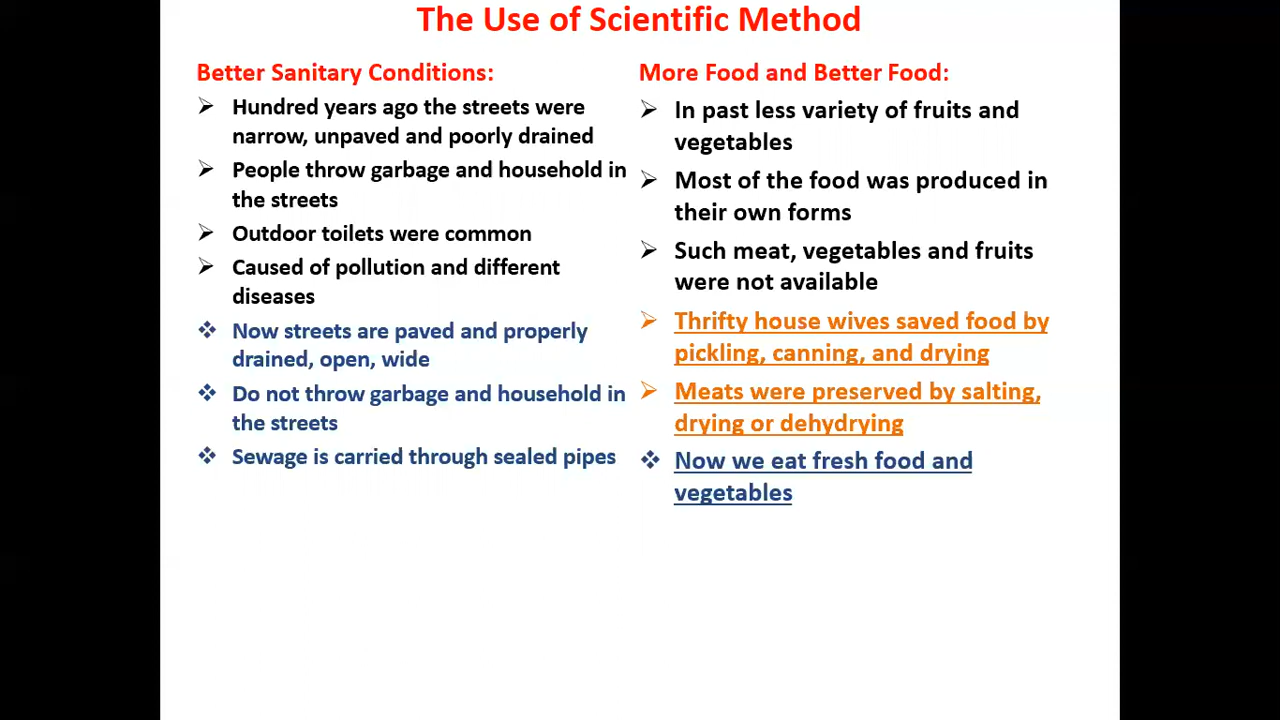 The Use of Scientific Method
Better Sanitary Conditions:
Hundred years ago the streets were
narrow, unpaved and poorly drained
People throw garbage and household in
the streets
Outdoor toilets were common
Caused of pollution and different
diseases
Now streets are paved and properly
drained, open, wide
Do not throw garbage and household in
the streets
Sewage is carried through sealed pipes
More Food and Better Food:
In past less variety of fruits and
vegetables
Most of the food was produced in
their own forms
Such meat, vegetables and fruits
were not available
Thrifty house wives saved food by
pickling, canning, and drying
Meats were preserved by salting,
drying or dehydrying
Now we eat fresh food and
vegetables